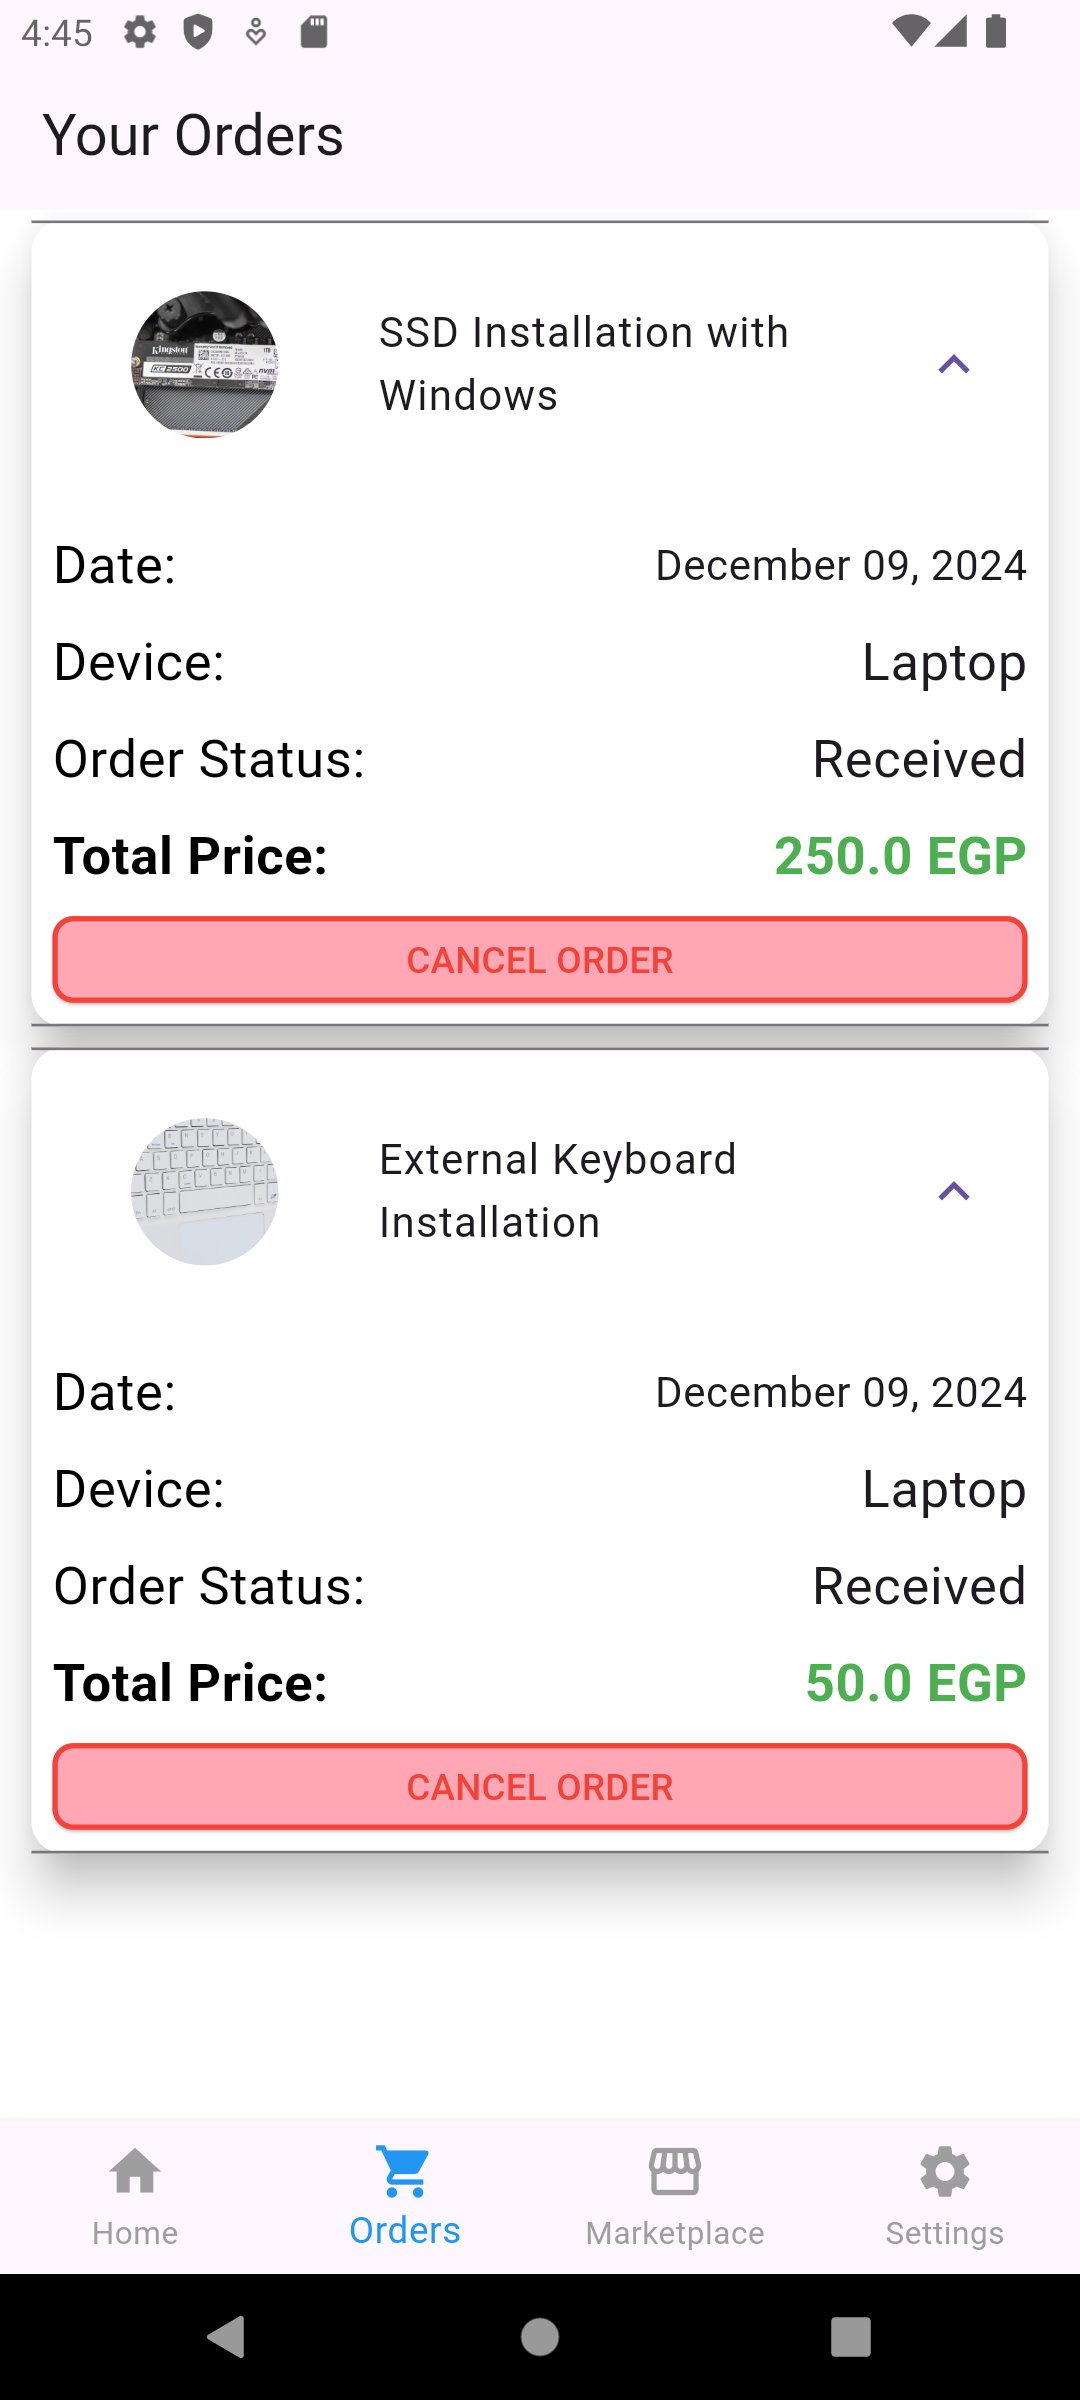 4:45
Your Orders
Kingston
KC2500
SSD Installation with
Windows
Date: December 09, 2024
Device: Laptop
Order Status: Received
Total Price: 250.0 EGP
CANCEL ORDER
External Keyboard
Installation
Date: December 09, 2024
Device: Laptop
Order Status: Received
Total Price: 50.0 EGP
CANCEL ORDER
Home Orders Marketplace Settings